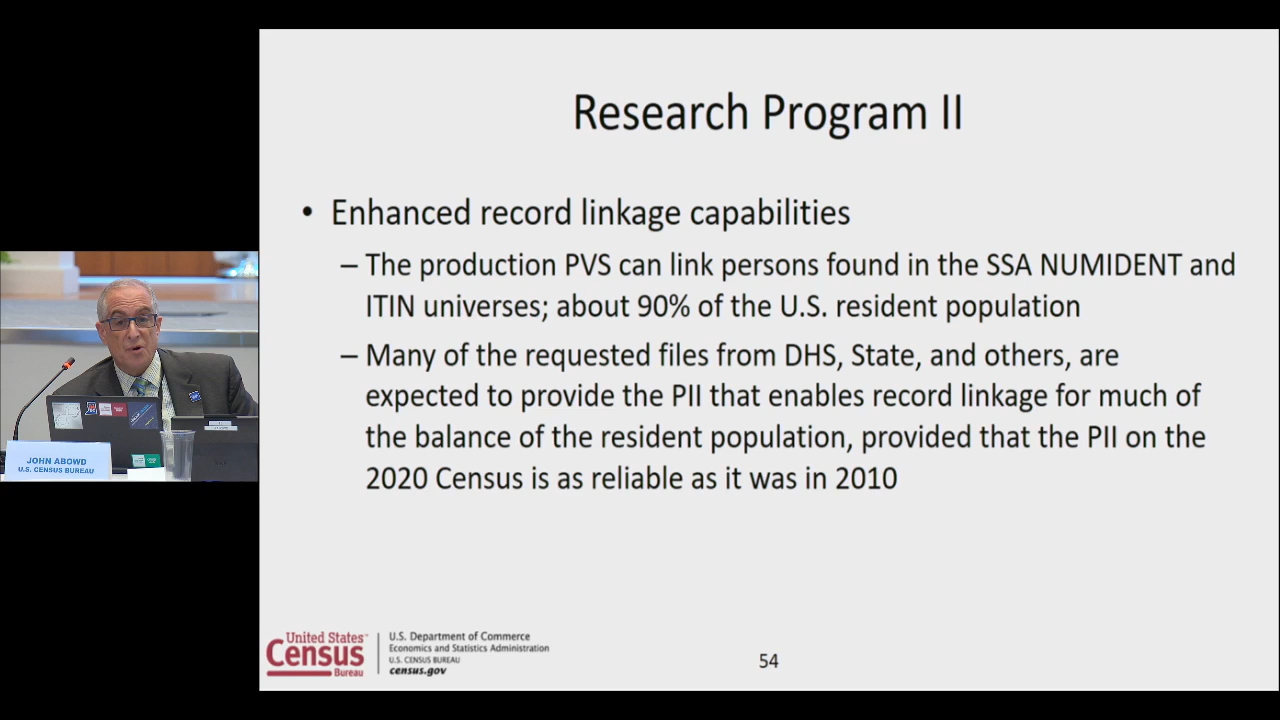 Research Program II
• Enhanced record linkage capabilities
– The production PVS can link persons found in the SSA NUMIDENT and
ITIN universes; about 90% of the U.S. resident population
– Many of the requested files from DHS, State, and others, are
expected to provide the PII that enables record linkage for much of
the balance of the resident population, provided that the PII on the
2020 Census is as reliable as it was in 2010
JOHN ABOWD
U.S. CENSUS BUREAU
United States™
Census
Bureau
U.S. Department of Commerce
Economics and Statistics Administration
U.S. CENSUS BUREAU
census.gov
54